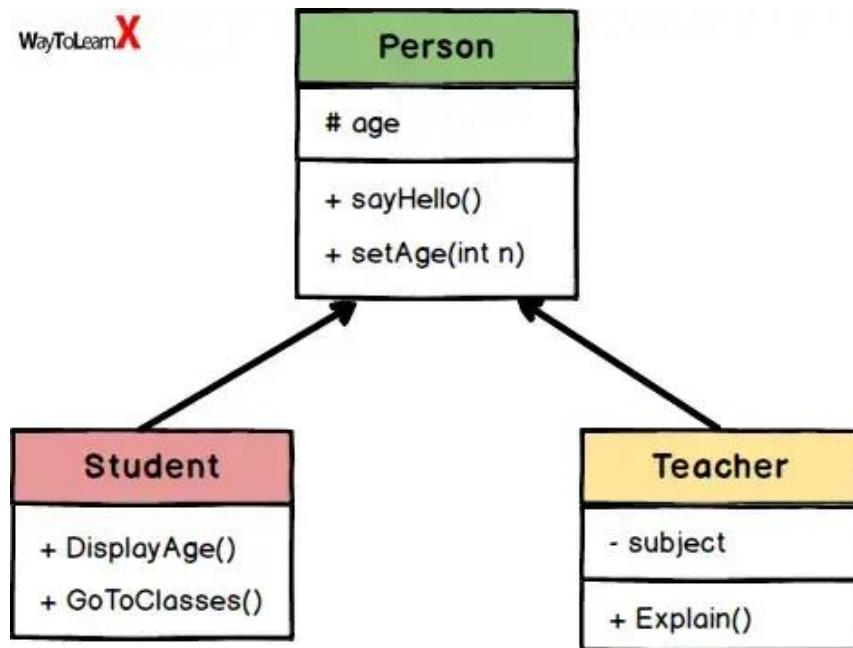 WayToLearnX
Person
# age
+ sayHello()
+ setAge(int n)
Student
+ DisplayAge()
+ GoToClasses()
Teacher
- subject
+ Explain()